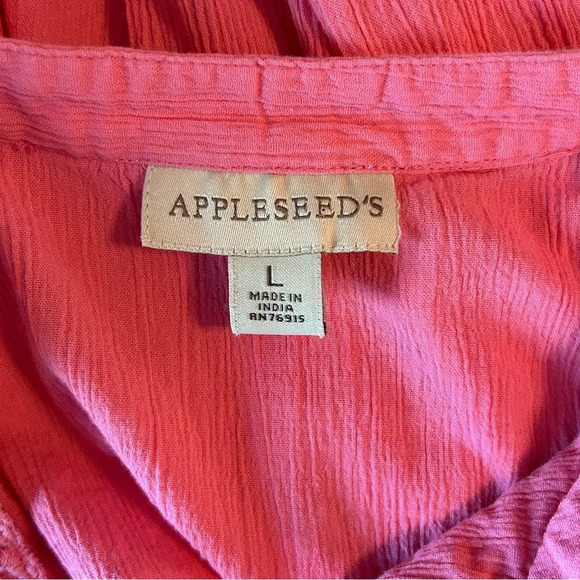 APPLESEED'S
L
MADE IN
INDIA
RN76915